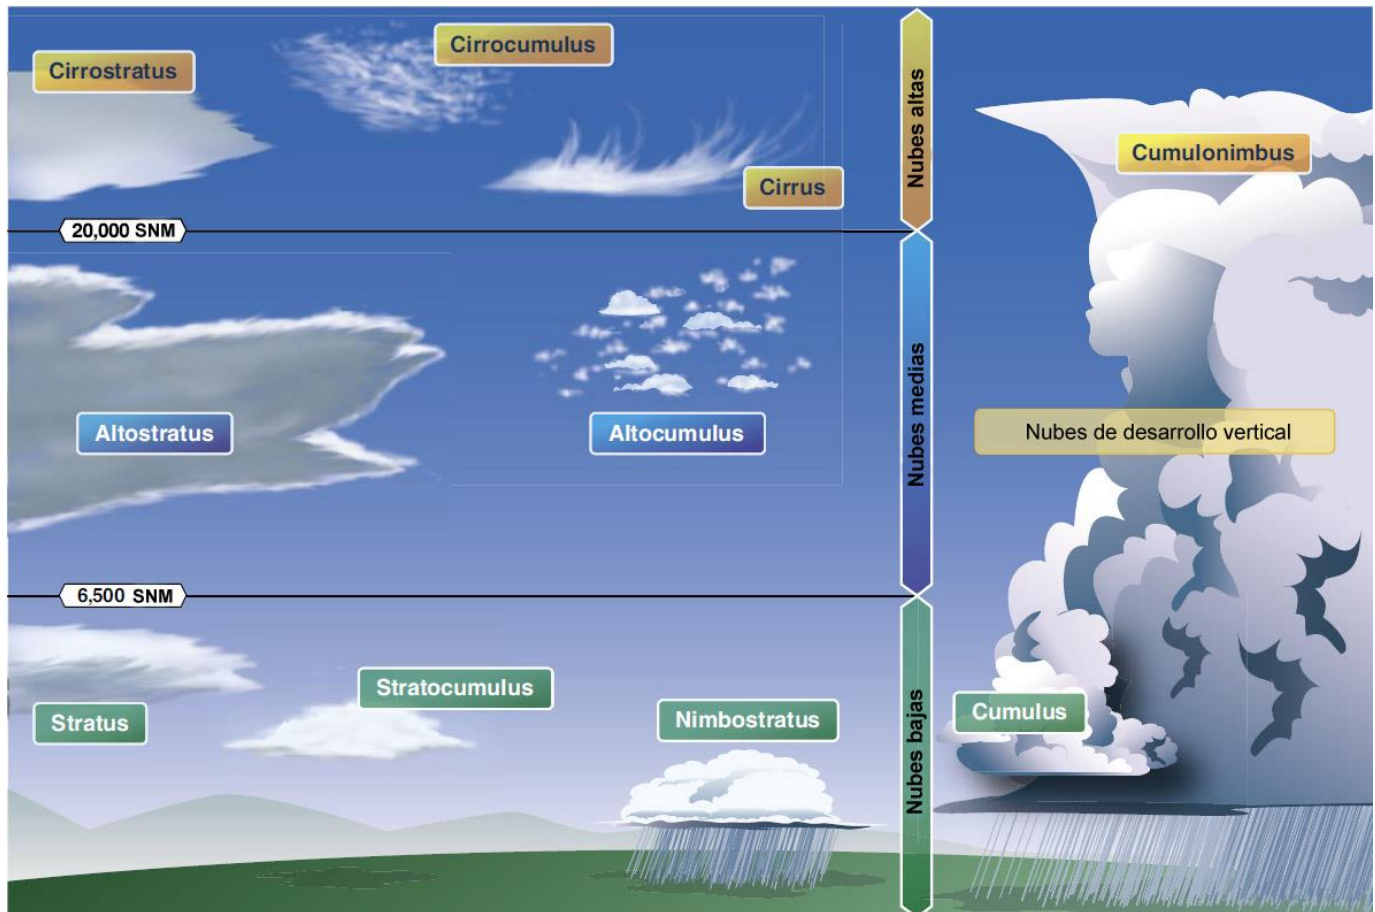 Cirrostratus
Cirrocumulus
Cirrus
Nubes altas
Cumulonimbus
20,000 SNM
Altostratus
Altocumulus
Nubes medias
Nubes de desarrollo vertical
6,500 SNM
Stratus
Stratocumulus
Nimbostratus
Nubes bajas
Cumulus